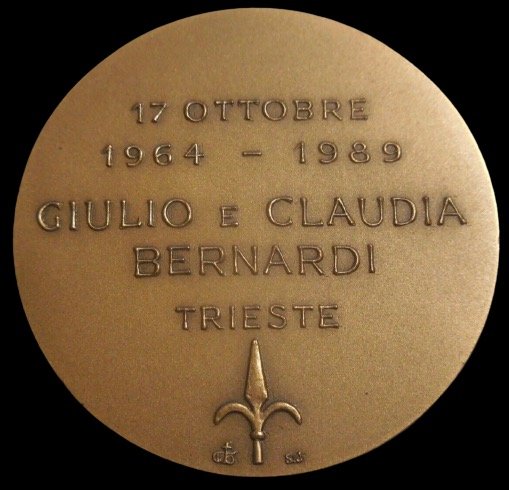 17 OTTOBRE
1964 - 1989
GIULIO E CLAUDIA
BERNARDI
TRIESTE